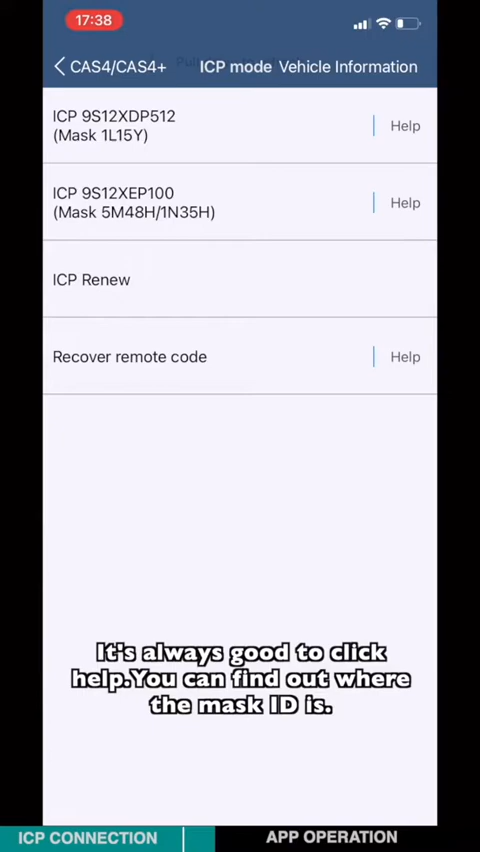 17:38
CAS4/CAS4+ ICP mode Vehicle Information
ICP 9S12XDP512
(Mask 1L15Y)
Help
ICP 9S12XEP100
(Mask 5M48H/1N35H)
Help
ICP Renew
Recover remote code
Help
It's always good to click
help.You can find out where
the mask ID is.
ICP CONNECTION
APP OPERATION